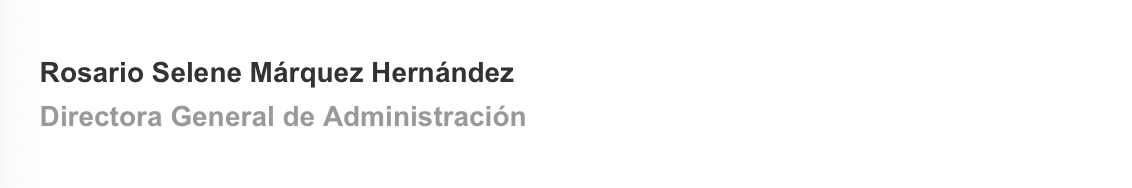 Rosario Selene Márquez Hernández
Directora General de Administración